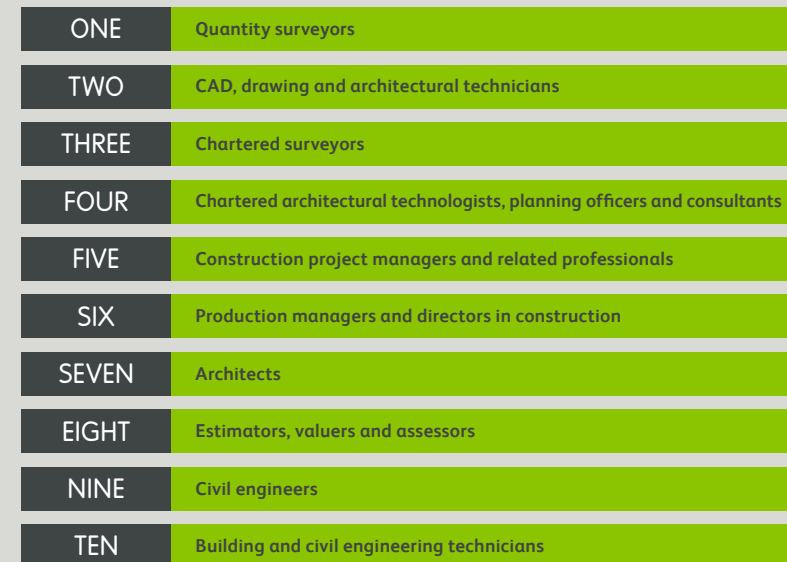 ONE Quantity surveyors
TWO CAD, drawing and architectural technicians
THREE Chartered surveyors
FOUR Chartered architectural technologists, planning officers and consultants
FIVE Construction project managers and related professionals
SIX Production managers and directors in construction
SEVEN Architects
EIGHT Estimators, valuers and assessors
NINE Civil engineers
TEN Building and civil engineering technicians